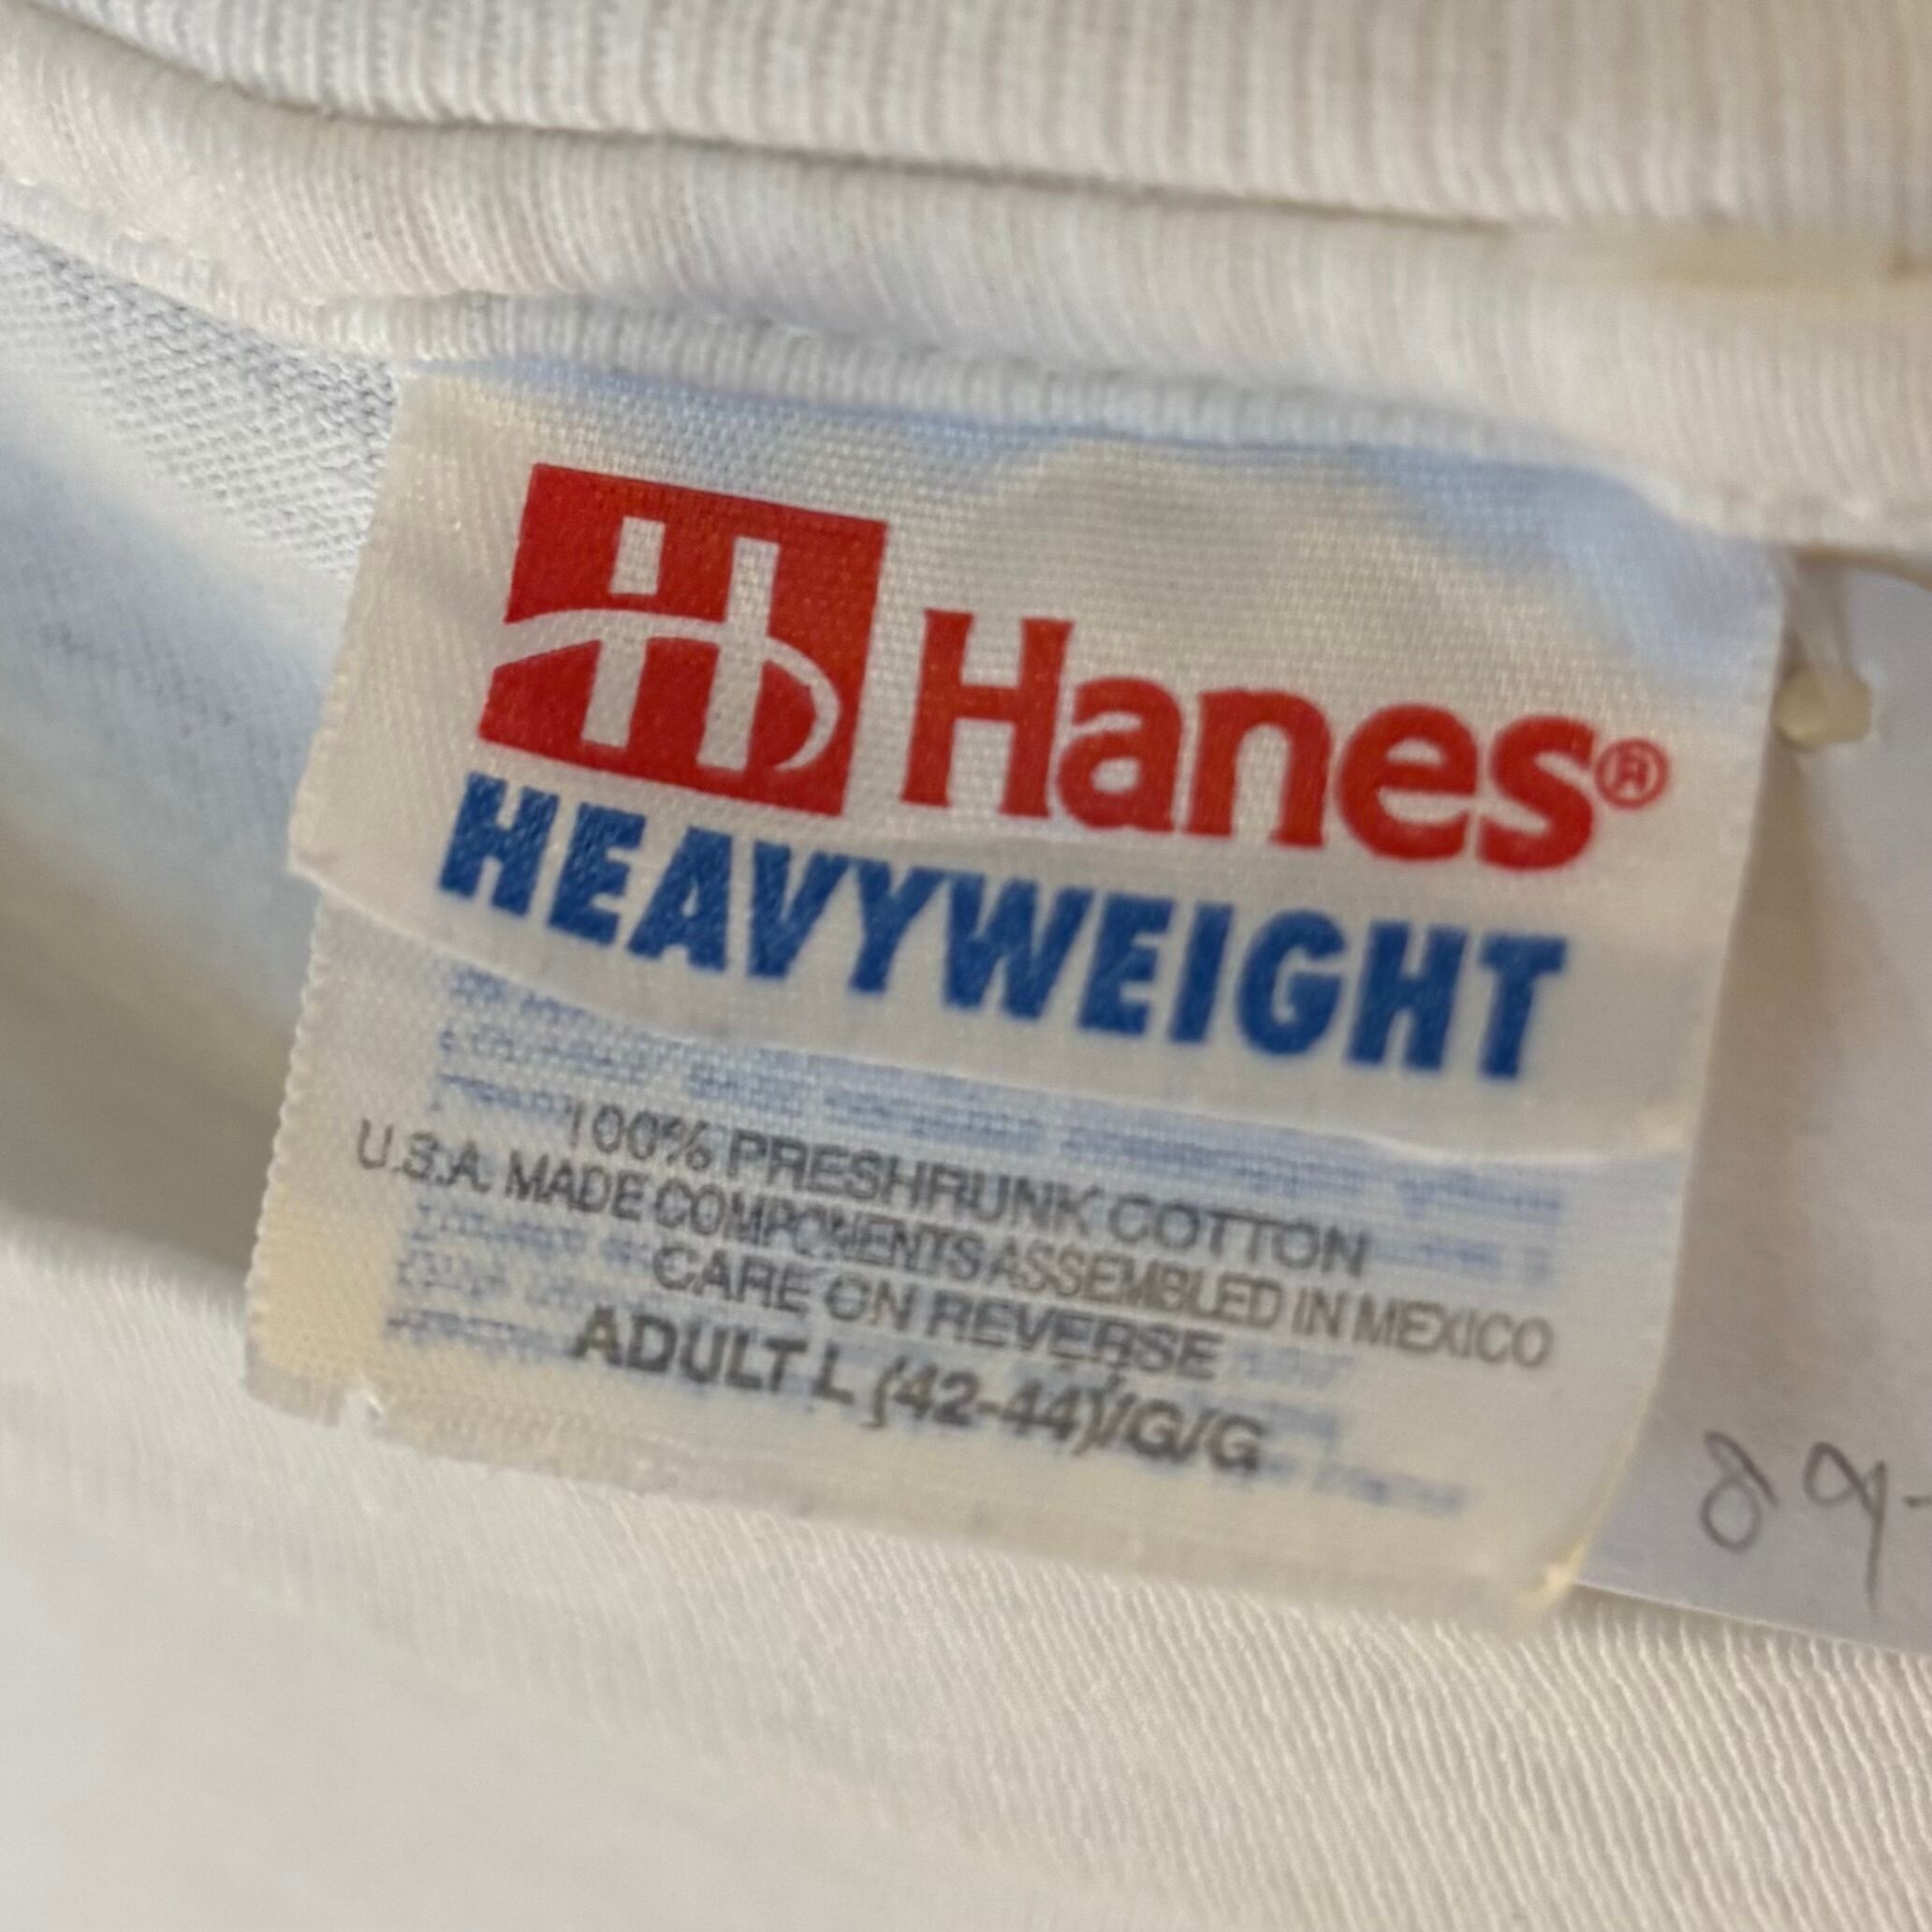 Hanes®
HEAVYWEIGHT
100% PRESHRUNK COTTON
U.S.A. MADE COMPONENTS ASSEMBLED IN MEXICO
CARE ON REVERSE
ADULT L (42-44)/G/G